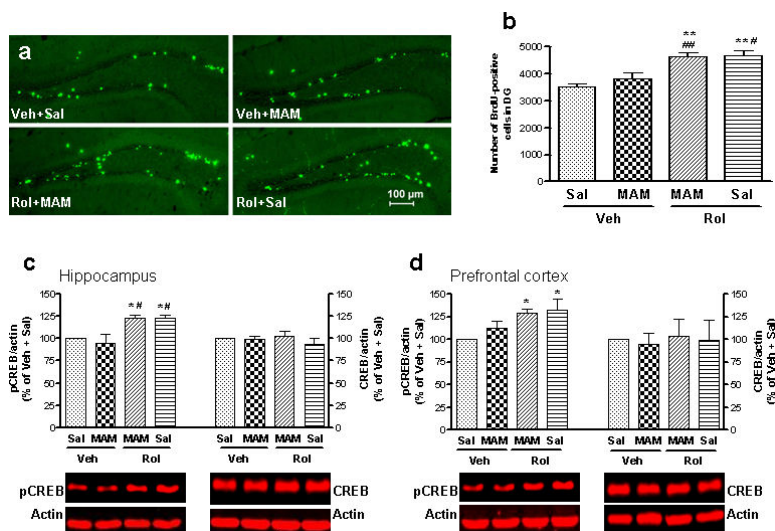 a
Veh+Sal
Veh+MAM
Rol+MAM
Rol+Sal
100 µm
b
Number of BrdU-positive
cells in DG
6000
5000
4000
3000
2000
1000
0
**
##
**#
Sal MAM MAM Sal
Veh Rol
c
Hippocampus
pCREB/actin
(% of Veh + Sal)
150
125
100
75
50
25
0
*#
*#
CREB/actin
(% of Veh + Sal)
150
125
100
75
50
25
0
Sal MAM MAM Sal
Veh Rol
Sal MAM MAM Sal
Veh Rol
pCREB
CREB
Actin
Actin
d
Prefrontal cortex
pCREB/actin
(% of Veh + Sal)
150
125
100
75
50
25
0
*
*
CREB/actin
(% of Veh + Sal)
150
125
100
75
50
25
0
Sal MAM MAM Sal
Veh Rol
Sal MAM MAM Sal
Veh Rol
pCREB
CREB
Actin
Actin